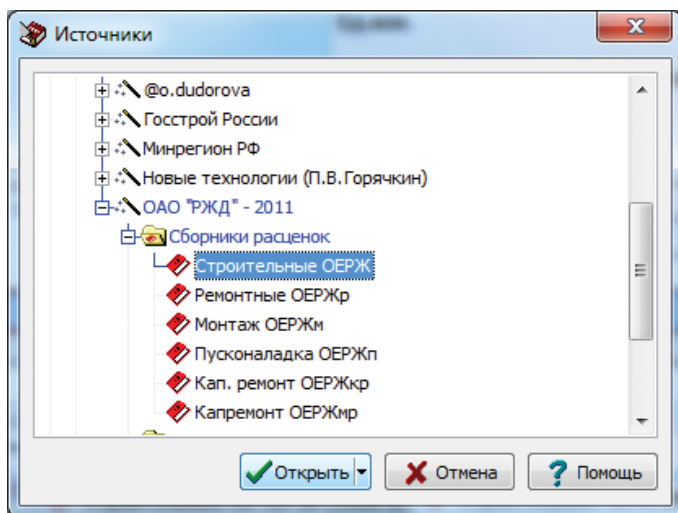 Источники
@o.dudorova
Госстрой России
Минрегион РФ
Новые технологии (П.В.Горячкин)
ОАО "РЖД" - 2011
Сборники расценок
Строительные ОЕРЖ
Ремонтные ОЕРЖр
Монтаж ОЕРЖм
Пусконаладка ОЕРЖп
Кап. ремонт ОЕРЖкр
Капремонт ОЕРЖмр
Открыть Отмена Помощь